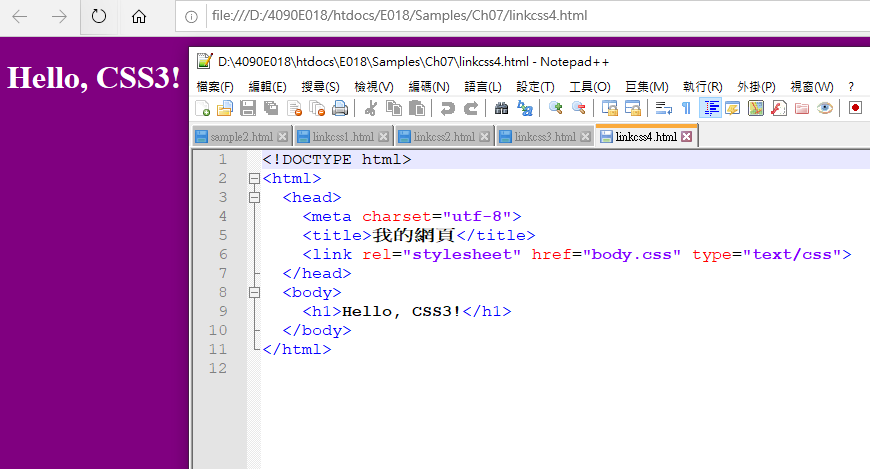 file:///D:/4090E018/htdocs/E018/Samples/Ch07/linkcss4.html
Hello, CSS3!
D:\4090E018\htdocs\E018\Samples\Ch07\linkcss4.html - Notepad++
檔案(F) 編輯(E) 搜尋(S) 檢視(V) 編碼(N) 語言(L) 設定(T) 工具(O) 巨集(M) 執行(R) 外掛(P) 視窗(W) ?
sample2.html linkcss1.html linkcss2.html linkcss3.html linkcss4.html
1 <!DOCTYPE html>
2 <html>
3 <head>
4 <meta charset="utf-8">
5 <title>我的網頁</title>
6 <link rel="stylesheet" href="body.css" type="text/css">
7 </head>
8 <body>
9 <h1>Hello, CSS3!</h1>
10 </body>
11 </html>
12